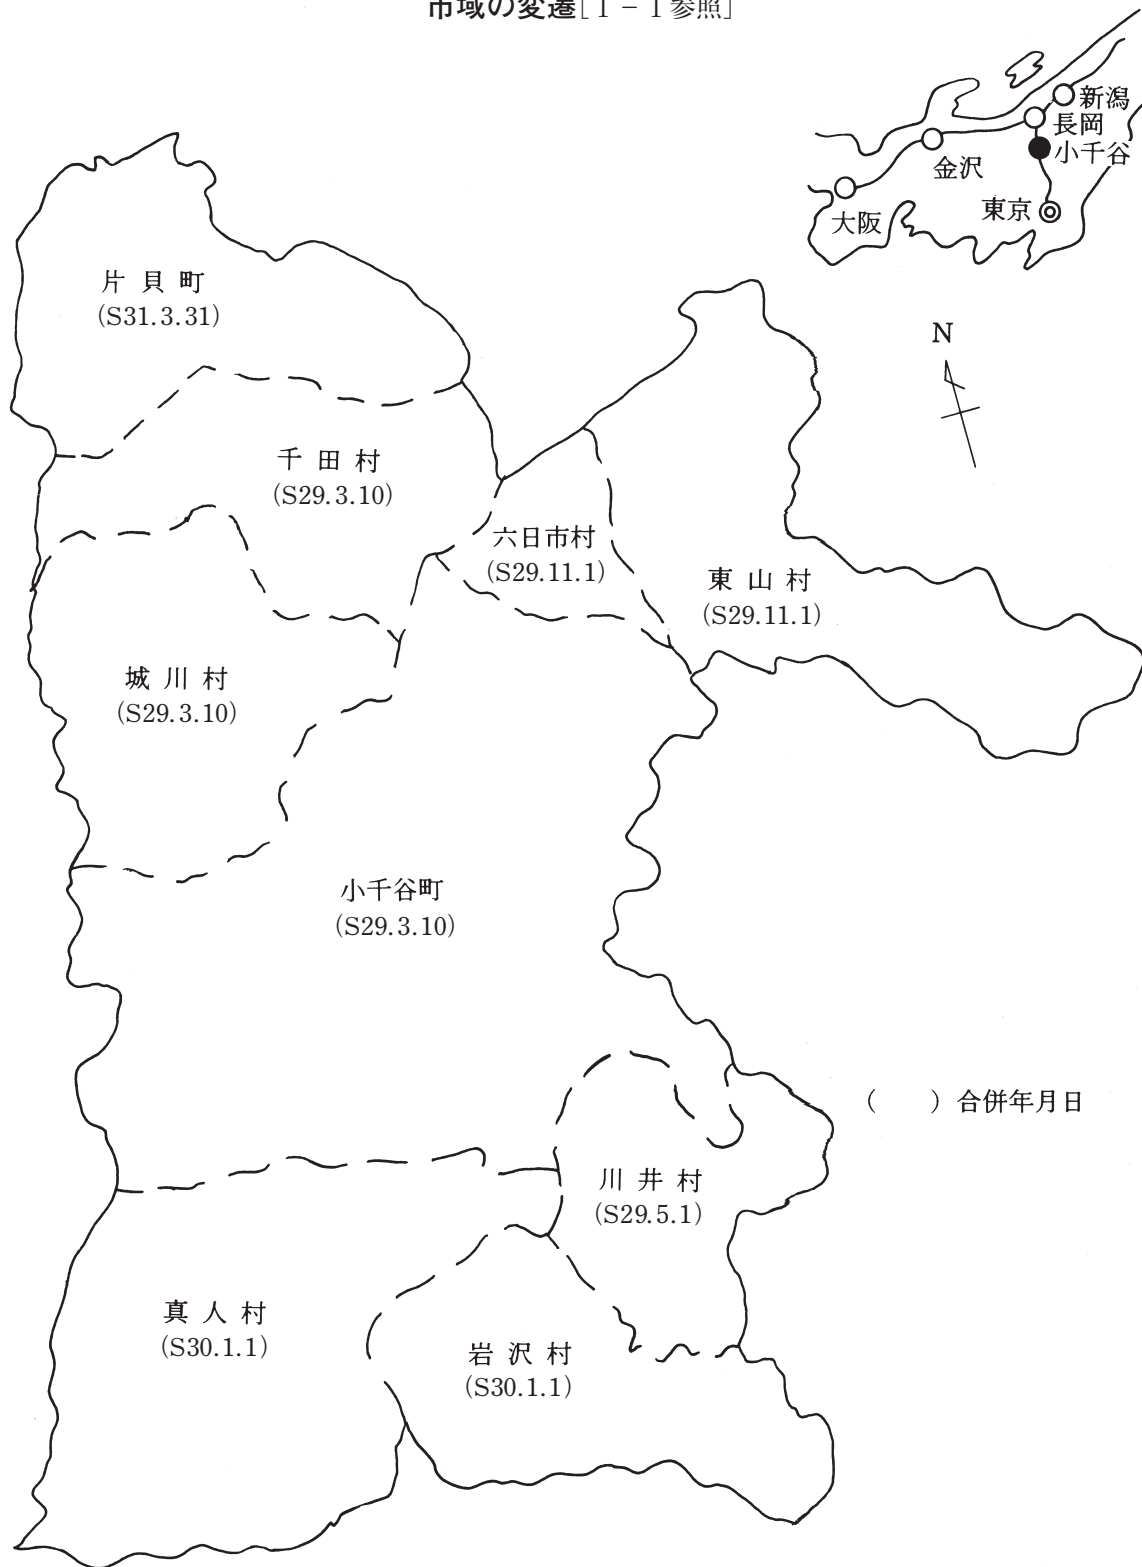 市域の変遷[1－1参照]
新潟
長岡
小千谷
金沢
大阪
東京
N
片貝町
(S31.3.31)
千田村
(S29.3.10)
六日市村
(S29.11.1)
東山村
(S29.11.1)
城川村
(S29.3.10)
小千谷町
(S29.3.10)
(　　) 合併年月日
川井村
(S29.5.1)
真人村
(S30.1.1)
岩沢村
(S30.1.1)